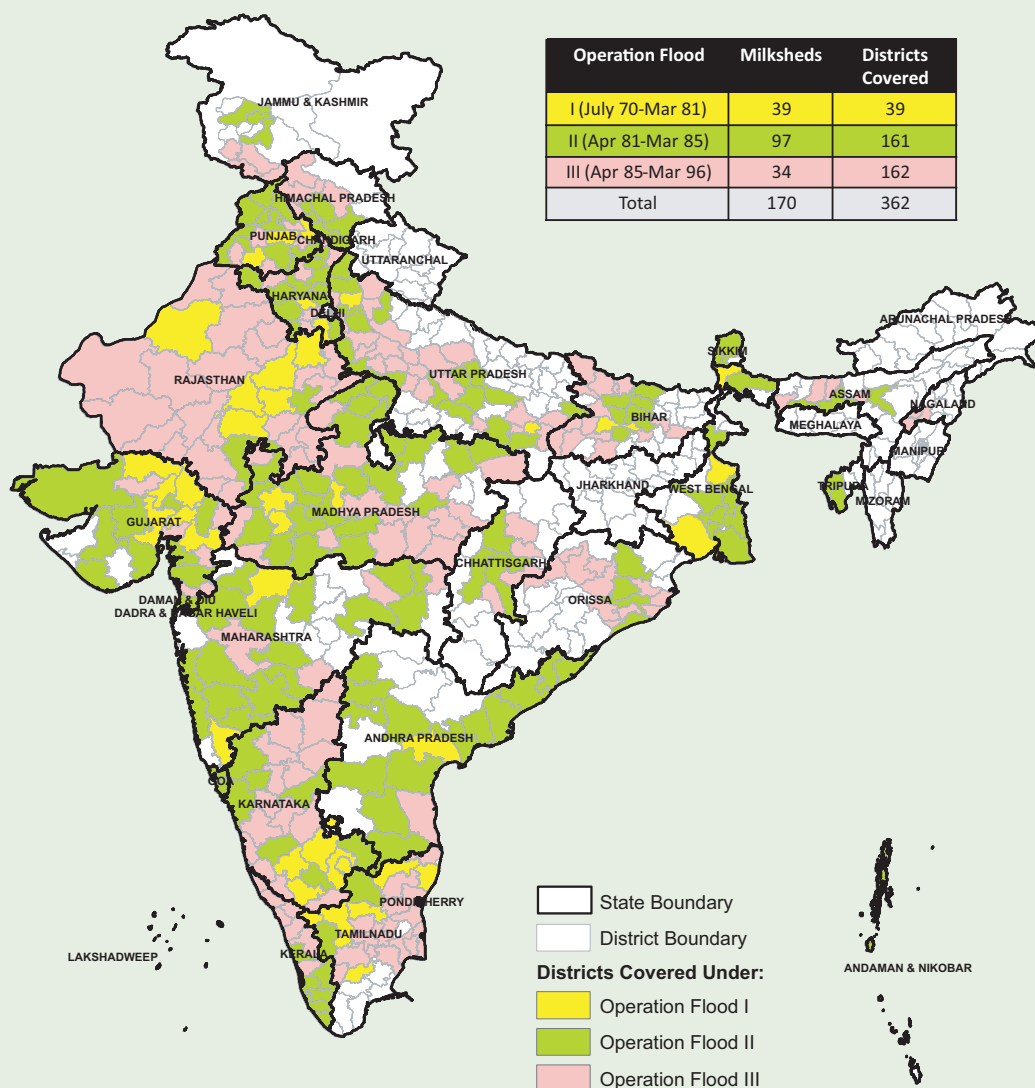 Operation Flood Milksheds Districts Covered
I (July 70-Mar 81) 39 39
II (Apr 81-Mar 85) 97 161
III (Apr 85-Mar 96) 34 162
Total 170 362
JAMMU & KASHMIR
HIMACHAL PRADESH
PUNJAB
CHANDIGARH
UTTARANCHAL
HARYANA
DELHI
ARUNACHAL PRADESH
SIKKIM
RAJASTHAN
UTTAR PRADESH
ASSAM
NAGALAND
BIHAR
MEGHALAYA
MANIPUR
JHARKHAND
WEST BENGAL
TRIPURA
MIZORAM
GUJARAT
MADHYA PRADESH
CHHATTISGARH
DAMAN & DIU
DADRA & NAGAR HAVELI
ORISSA
MAHARASHTRA
ANDHRA PRADESH
GOA
KARNATAKA
PONDICHERRY
TAMILNADU
KERALA
LAKSHADWEEP
ANDAMAN & NIKOBAR
State Boundary
District Boundary
Districts Covered Under:
Operation Flood I
Operation Flood II
Operation Flood III